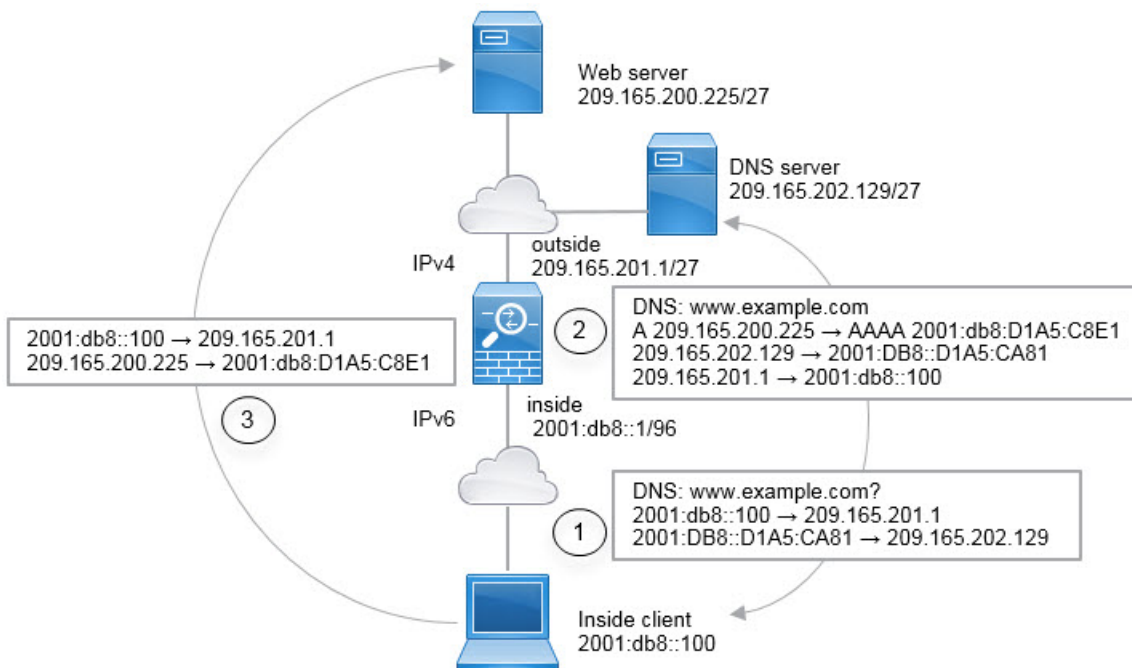 Web server
209.165.200.225/27
DNS server
209.165.202.129/27
outside
IPv4
209.165.201.1/27
2
DNS: www.example.com
A 209.165.200.225 → AAAA 2001:db8:D1A5:C8E1
209.165.202.129 → 2001:DB8::D1A5:CA81
209.165.201.1 → 2001:db8::100
2001:db8::100 → 209.165.201.1
209.165.200.225 → 2001:db8:D1A5:C8E1
3
IPv6
inside
2001:db8::1/96
1
DNS: www.example.com?
2001:db8::100 → 209.165.201.1
2001:DB8::D1A5:CA81 → 209.165.202.129
Inside client
2001:db8::100